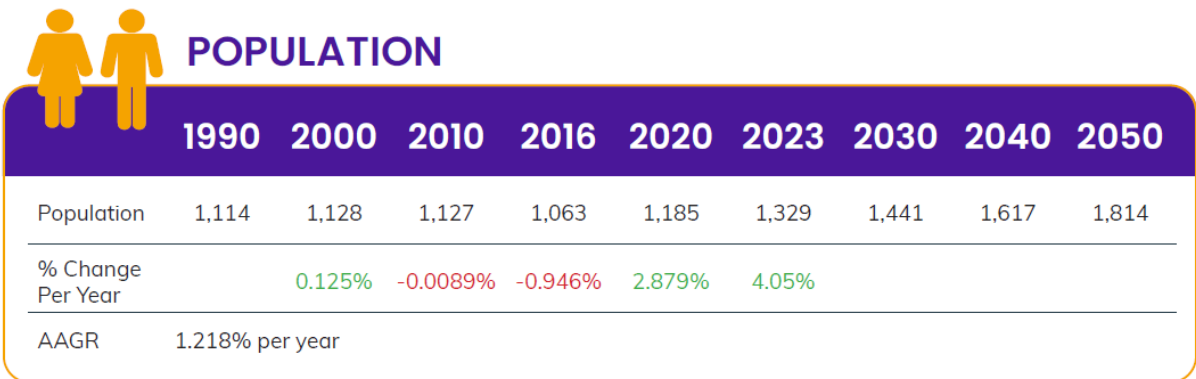 POPULATION
1990 2000 2010 2016 2020 2023 2030 2040 2050
Population 1,114 1,128 1,127 1,063 1,185 1,329 1,441 1,617 1,814
% Change
Per Year 0.125% -0.0089% -0.946% 2.879% 4.05%
AAGR 1.218% per year